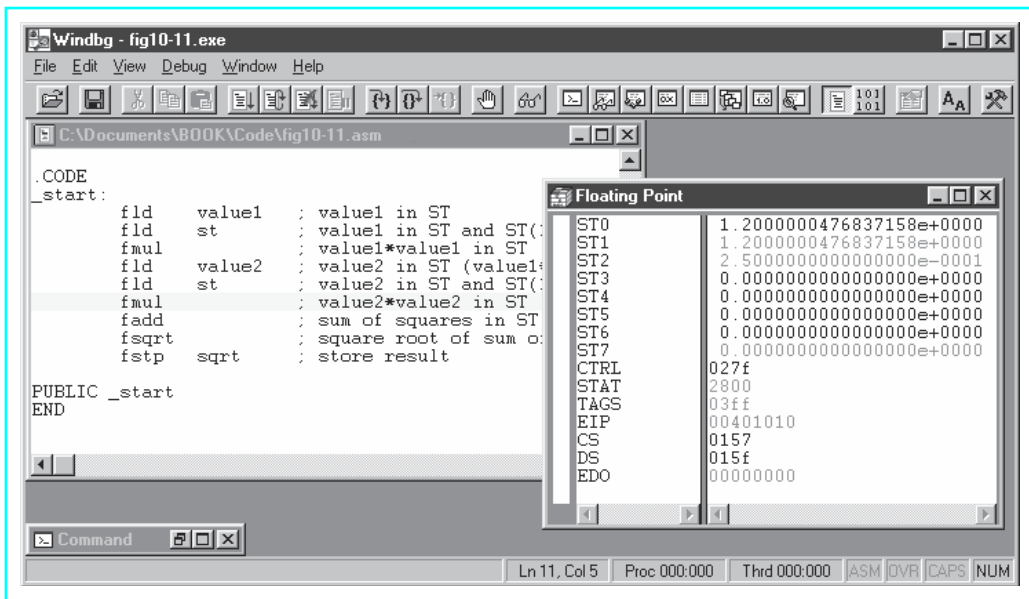 Windbg - fig10-11.exe
File Edit View Debug Window Help
101
101
AA
C:\Documents\BOOK\Code\fig10-11.asm
.CODE
_start:
fld value1 ; value1 in ST
fld st ; value1 in ST and ST(
fmul ; value1*value1 in ST
fld value2 ; value2 in ST (value1*
fld st ; value2 in ST and ST(
fmul ; value2*value2 in ST
fadd ; sum of squares in ST
fsqrt ; square root of sum o
fstp sqrt ; store result
PUBLIC _start
END
Floating Point
ST0 1.2000000476837158e+0000
ST1 1.2000000476837158e+0000
ST2 2.5000000000000000e-0001
ST3 0.0000000000000000e+0000
ST4 0.0000000000000000e+0000
ST5 0.0000000000000000e+0000
ST6 0.0000000000000000e+0000
ST7 0.0000000000000000e+0000
CTRL 027f
STAT 2800
TAGS 03ff
EIP 00401010
CS 0157
DS 015f
EDO 00000000
Command
Ln 11, Col 5 Proc 000:000 Thrd 000:000 ASM OVR CAPS NUM